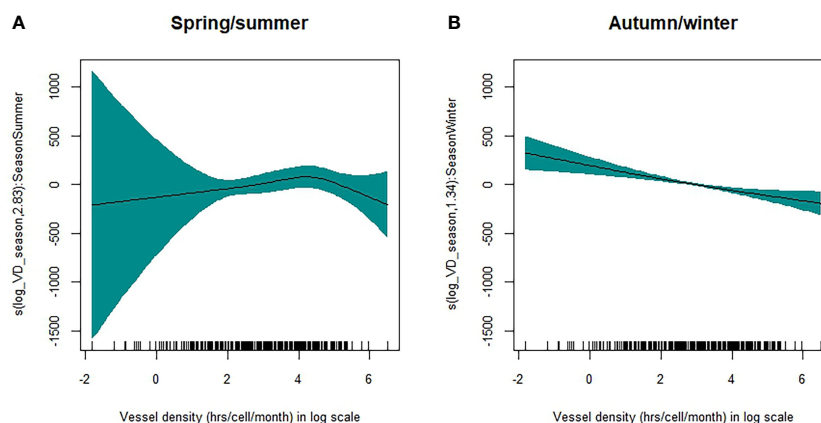 A
Spring/summer
s(log_VD_season,2.83):SeasonSummer
1000
500
0
-500
-1000
-1500
-2
0
2
4
6
Vessel density (hrs/cell/month) in log scale
B
Autumn/winter
s(log_VD_season,1.34):SeasonWinter
1000
500
0
-500
-1000
-1500
-2
0
2
4
6
Vessel density (hrs/cell/month) in log scale